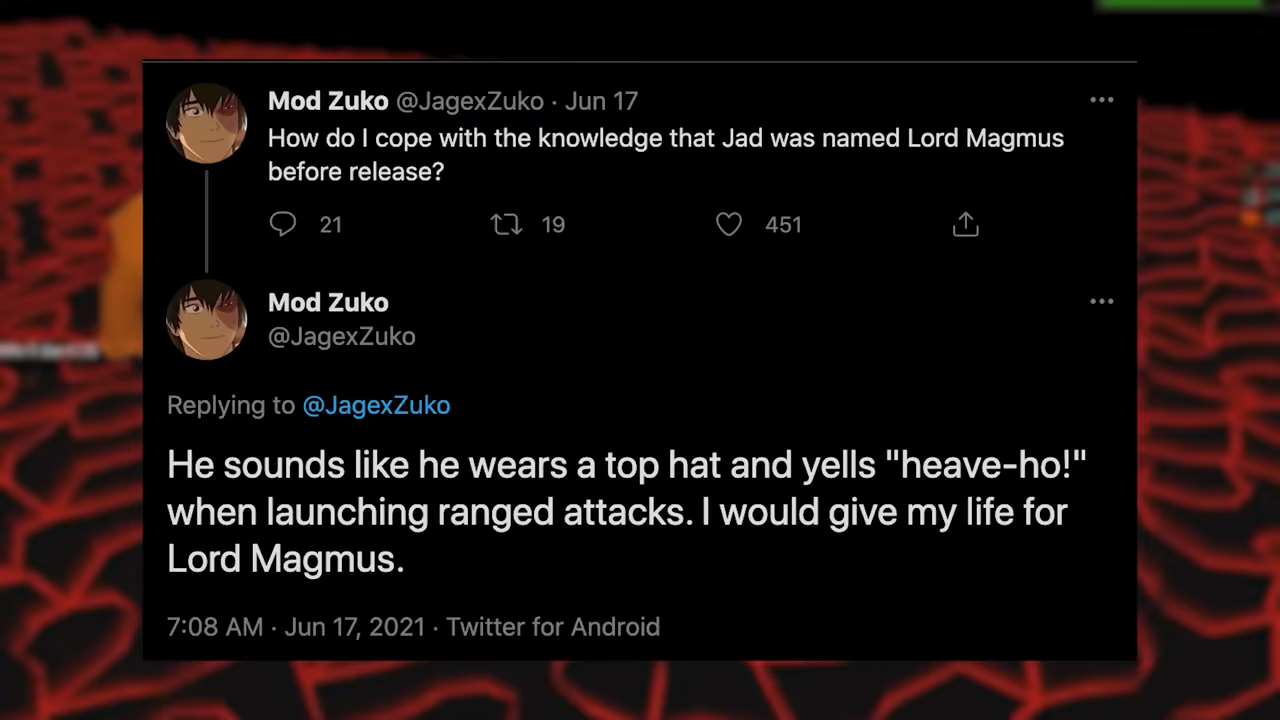 Mod Zuko @JagexZuko · Jun 17
How do I cope with the knowledge that Jad was named Lord Magmus
before release?
21 19 451
Mod Zuko
@JagexZuko
Replying to @JagexZuko
He sounds like he wears a top hat and yells "heave-ho!"
when launching ranged attacks. I would give my life for
Lord Magmus.
7:08 AM · Jun 17, 2021 · Twitter for Android